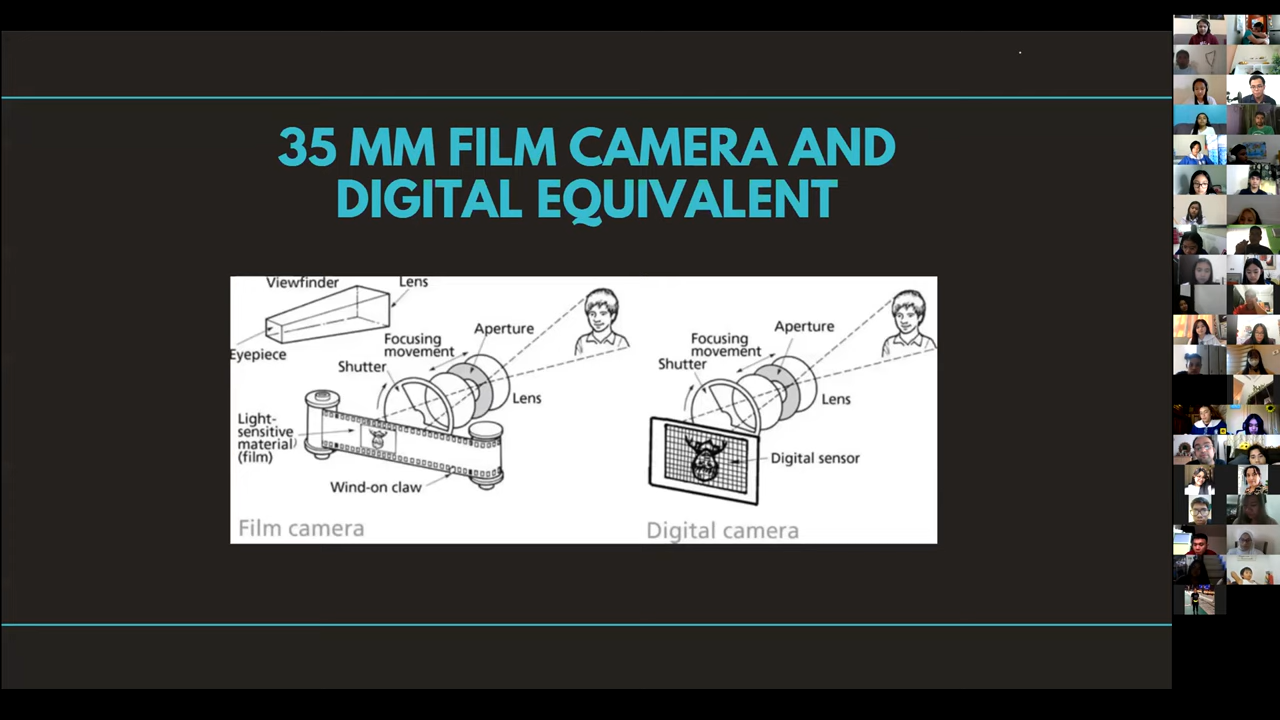 35 MM FILM CAMERA AND
DIGITAL EQUIVALENT
Viewfinder
Lens
Eyepiece
Focusing
movement
Aperture
Shutter
Lens
Light-
sensitive
material)
(film)
Wind-on claw
Film camera
Focusing
movement
Aperture
Shutter
Lens
Digital sensor
Digital camera